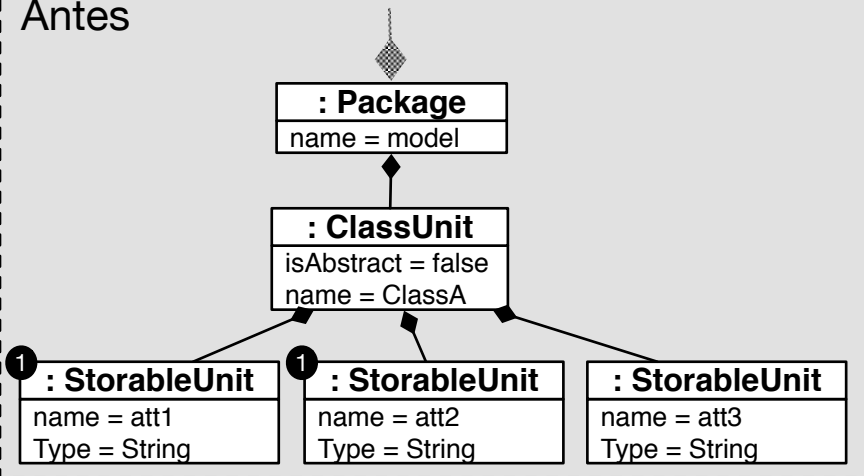 Antes
: Package
name = model
: ClassUnit
isAbstract = false
name = ClassA
1
: StorableUnit
name = att1
Type = String
1
: StorableUnit
name = att2
Type = String
: StorableUnit
name = att3
Type = String